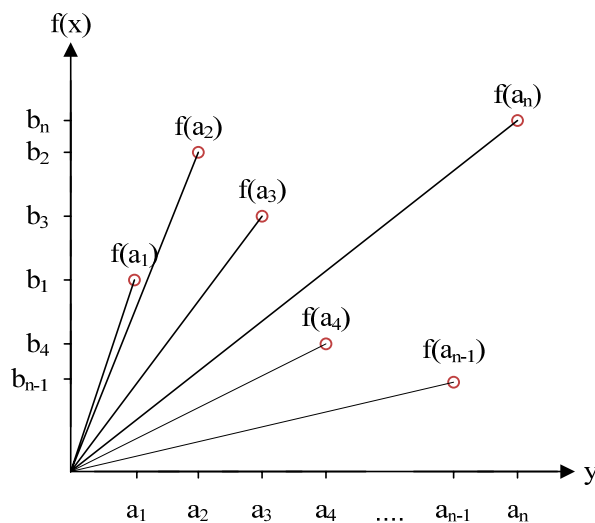 f(x)
f(aₙ)
bₙ
f(a₂)
b₂
f(a₃)
b₃
f(a₁)
b₁
f(a₄)
b₄
f(aₙ₋₁)
bₙ₋₁
y
a₁ a₂ a₃ a₄ .... aₙ₋₁ aₙ